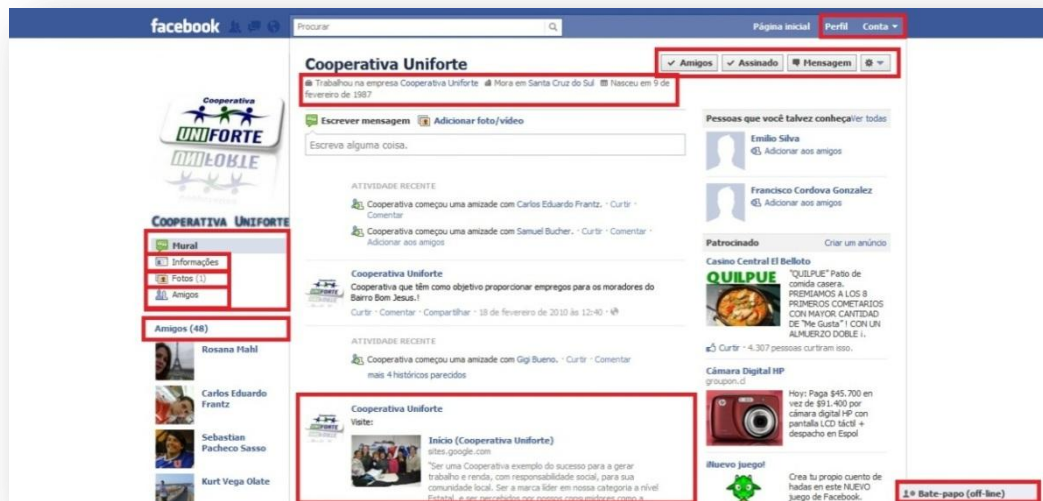 facebook
Procurar
Página inicial Perfil Conta
Cooperativa Uniforte
Amigos Assinado Mensagem
Trabalhou na empresa Cooperativa Uniforte Mora em Santa Cruz do Sul Nasceu em 9 de
fevereiro de 1987
Cooperativa
UNIFORTE
COOPERATIVA UNIFORTE
Mural
Informações
Fotos (1)
Amigos
Amigos (48)
Rosana Mahl
Carlos Eduardo
Frantz
Sebastian
Pacheco Sasso
Kurt Vega Olate
Escrever mensagem Adicionar foto/vídeo
Escreva alguma coisa.
ATIVIDADE RECENTE
Cooperativa começou uma amizade com Carlos Eduardo Frantz. · Curtir ·
Comentar
Cooperativa começou uma amizade com Samuel Bucher. · Curtir · Comentar ·
Adicionar aos amigos
Cooperativa Uniforte
Cooperativa que têm como objetivo proporcionar empregos para os moradores do
Bairro Bom Jesus.!
Curtir · Comentar · Compartilhar · 18 de fevereiro de 2010 às 12:40 ·
ATIVIDADE RECENTE
Cooperativa começou uma amizade com Gigi Bueno. · Curtir · Comentar
mais 4 históricos parecidos
Cooperativa Uniforte
Visite:
Início (Cooperativa Uniforte)
sites.google.com
"Ser uma Cooperativa exemplo do sucesso para a gerar
trabalho e renda, com responsabilidade social, para sua
comunidade local. Ser a marca líder em nossa categoria a nível
Estatal, e ser percebidos por nossos consumidores como a
Pessoas que você talvez conheça Ver todas
Emilio Silva
Adicionar aos amigos
Francisco Cordova Gonzalez
Adicionar aos amigos
Patrocinado Criar um anúncio
Casino Central El Belloto
QUILPUE
"QUILPUE" Patio de
comida casera.
PREMIAMOS A LOS 8
PRIMEROS COMETARIOS
CON MAYOR CANTIDAD
DE "Me Gusta" ! CON UN
ALMUERZO DOBLE ¡.
Curtir · 4.307 pessoas curtiram isso.
Cámara Digital HP
groupon.cl
Hoy: Paga $45.700 en
vez de $91.400 por
cámara digital HP con
pantalla LCD táctil +
despacho en Espol
¡Nuevo juego!
Crea tu propio cuento de
hadas en este NUEVO
juego de Facebook.
Bate-papo (off-line)